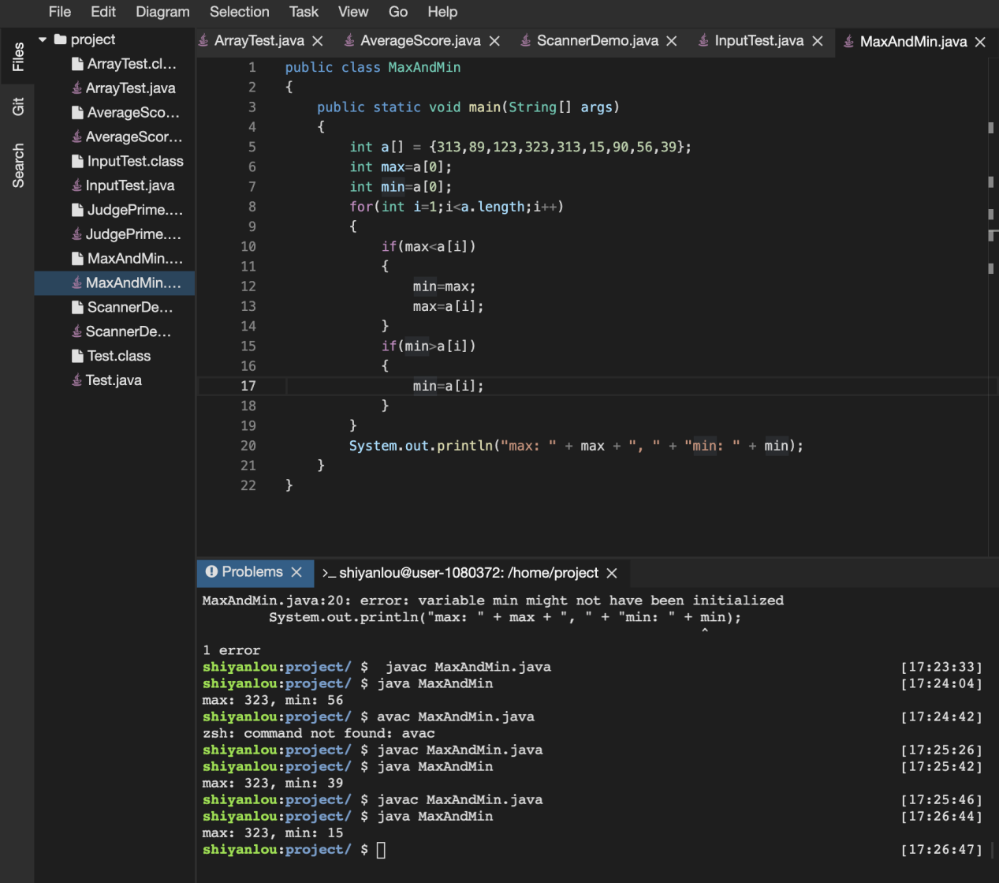 File Edit Diagram Selection Task View Go Help
Files
Git
Search
project
ArrayTest.cl...
ArrayTest.java
AverageSco...
AverageScor...
InputTest.class
InputTest.java
JudgePrime....
JudgePrime....
MaxAndMin....
MaxAndMin....
ScannerDe...
ScannerDe...
Test.class
Test.java
ArrayTest.java AverageScore.java ScannerDemo.java InputTest.java MaxAndMin.java
1 public class MaxAndMin
2 {
3     public static void main(String[] args)
4     {
5         int a[] = {313,89,123,323,313,15,90,56,39};
6         int max=a[0];
7         int min=a[0];
8         for(int i=1;i<a.length;i++)
9         {
10             if(max<a[i])
11             {
12                 min=max;
13                 max=a[i];
14             }
15             if(min>a[i])
16             {
17                 min=a[i];
18             }
19         }
20         System.out.println("max: " + max + ", " + "min: " + min);
21     }
22 }
Problems >_ shiyanlou@user-1080372: /home/project
MaxAndMin.java:20: error: variable min might not have been initialized
        System.out.println("max: " + max + ", " + "min: " + min);
^
1 error
shiyanlou:project/ $  javac MaxAndMin.java [17:23:33]
shiyanlou:project/ $ java MaxAndMin [17:24:04]
max: 323, min: 56
shiyanlou:project/ $ avac MaxAndMin.java [17:24:42]
zsh: command not found: avac
shiyanlou:project/ $ javac MaxAndMin.java [17:25:26]
shiyanlou:project/ $ java MaxAndMin [17:25:42]
max: 323, min: 39
shiyanlou:project/ $ javac MaxAndMin.java [17:25:46]
shiyanlou:project/ $ java MaxAndMin [17:26:44]
max: 323, min: 15
shiyanlou:project/ $ [17:26:47]